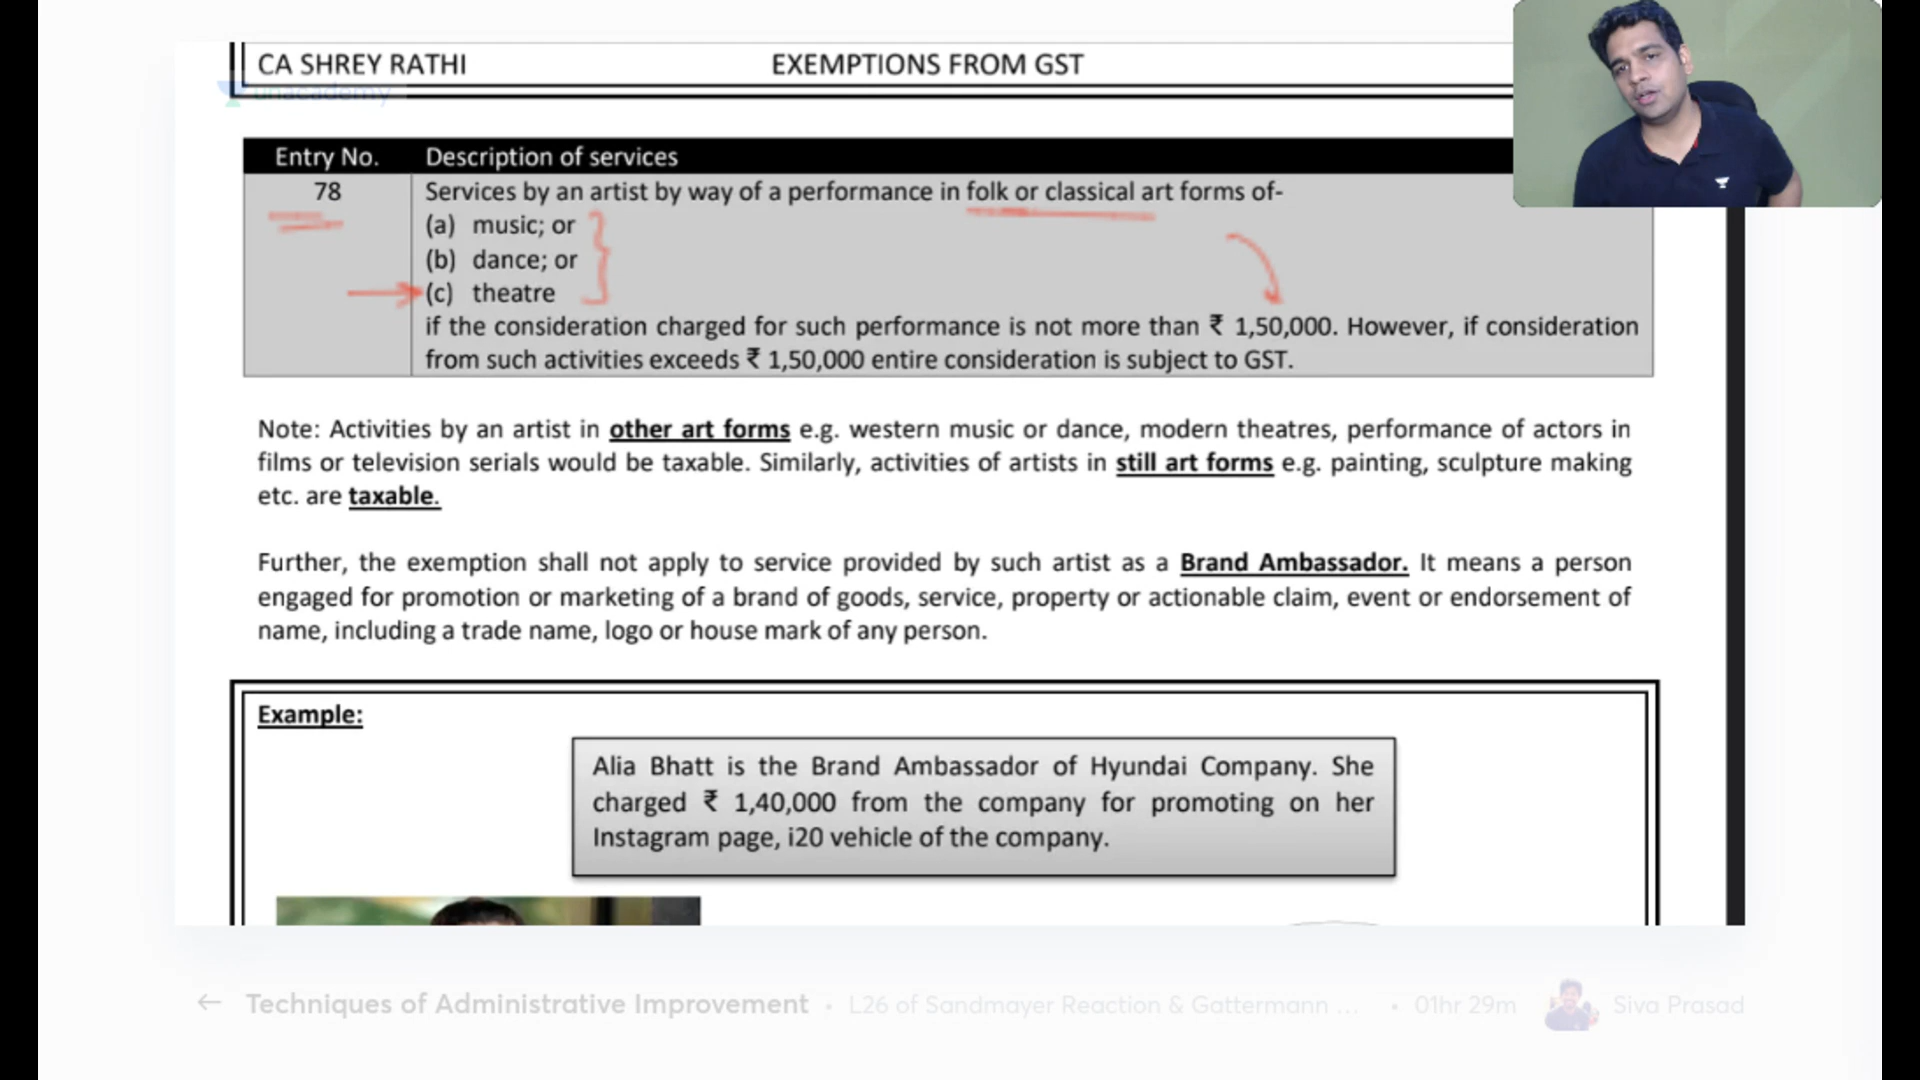 CA SHREY RATHI EXEMPTIONS FROM GST
unacademy
Entry No. Description of services
78 Services by an artist by way of a performance in folk or classical art forms of-
(a) music; or
(b) dance; or
(c) theatre
if the consideration charged for such performance is not more than ₹ 1,50,000. However, if consideration
from such activities exceeds ₹ 1,50,000 entire consideration is subject to GST.
Note: Activities by an artist in other art forms e.g. western music or dance, modern theatres, performance of actors in
films or television serials would be taxable. Similarly, activities of artists in still art forms e.g. painting, sculpture making
etc. are taxable.
Further, the exemption shall not apply to service provided by such artist as a Brand Ambassador. It means a person
engaged for promotion or marketing of a brand of goods, service, property or actionable claim, event or endorsement of
name, including a trade name, logo or house mark of any person.
Example:
Alia Bhatt is the Brand Ambassador of Hyundai Company. She
charged ₹ 1,40,000 from the company for promoting on her
Instagram page, i20 vehicle of the company.
← Techniques of Administrative Improvement • L26 of Sandmayer Reaction & Gattermann ... • 01hr 29m Siva Prasad